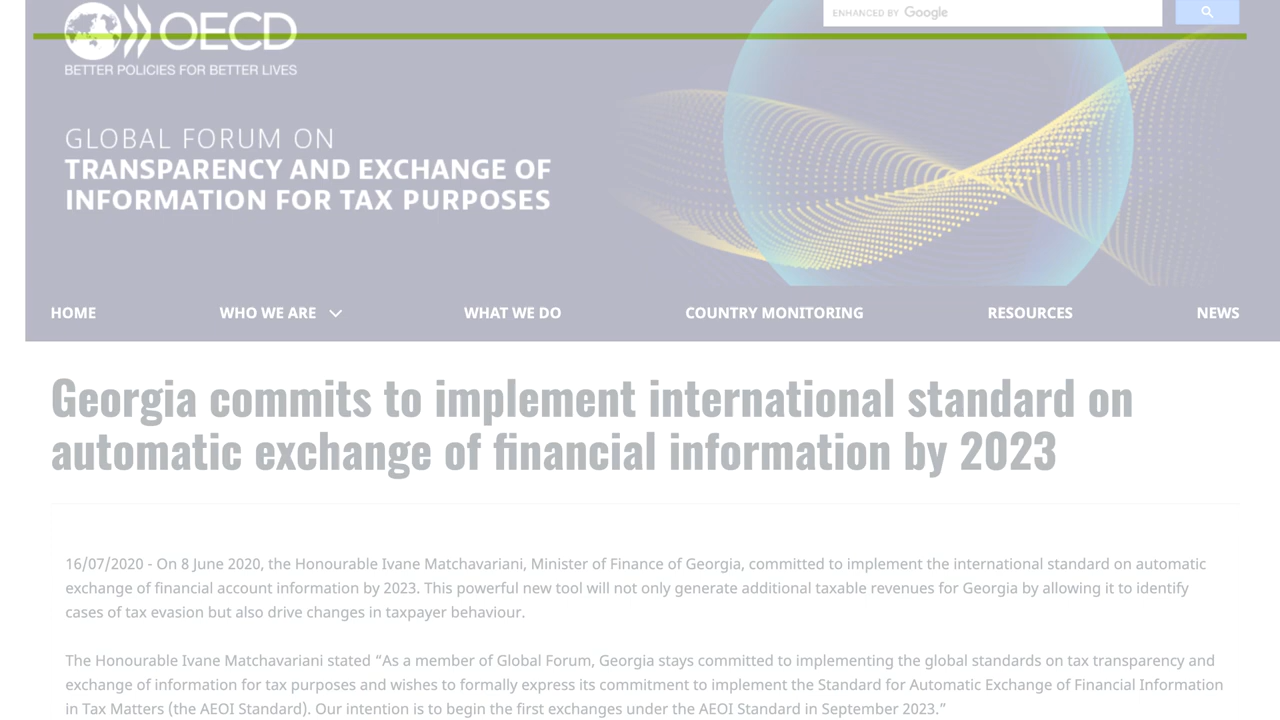 ENHANCED BY Google
OECD
BETTER POLICIES FOR BETTER LIVES
GLOBAL FORUM ON
TRANSPARENCY AND EXCHANGE OF
INFORMATION FOR TAX PURPOSES
HOME WHO WE ARE WHAT WE DO COUNTRY MONITORING RESOURCES NEWS
Georgia commits to implement international standard on
automatic exchange of financial information by 2023
16/07/2020 - On 8 June 2020, the Honourable Ivane Matchavariani, Minister of Finance of Georgia, committed to implement the international standard on automatic
exchange of financial account information by 2023. This powerful new tool will not only generate additional taxable revenues for Georgia by allowing it to identify
cases of tax evasion but also drive changes in taxpayer behaviour.
The Honourable Ivane Matchavariani stated “As a member of Global Forum, Georgia stays committed to implementing the global standards on tax transparency and
exchange of information for tax purposes and wishes to formally express its commitment to implement the Standard for Automatic Exchange of Financial Information
in Tax Matters (the AEOI Standard). Our intention is to begin the first exchanges under the AEOI Standard in September 2023.”